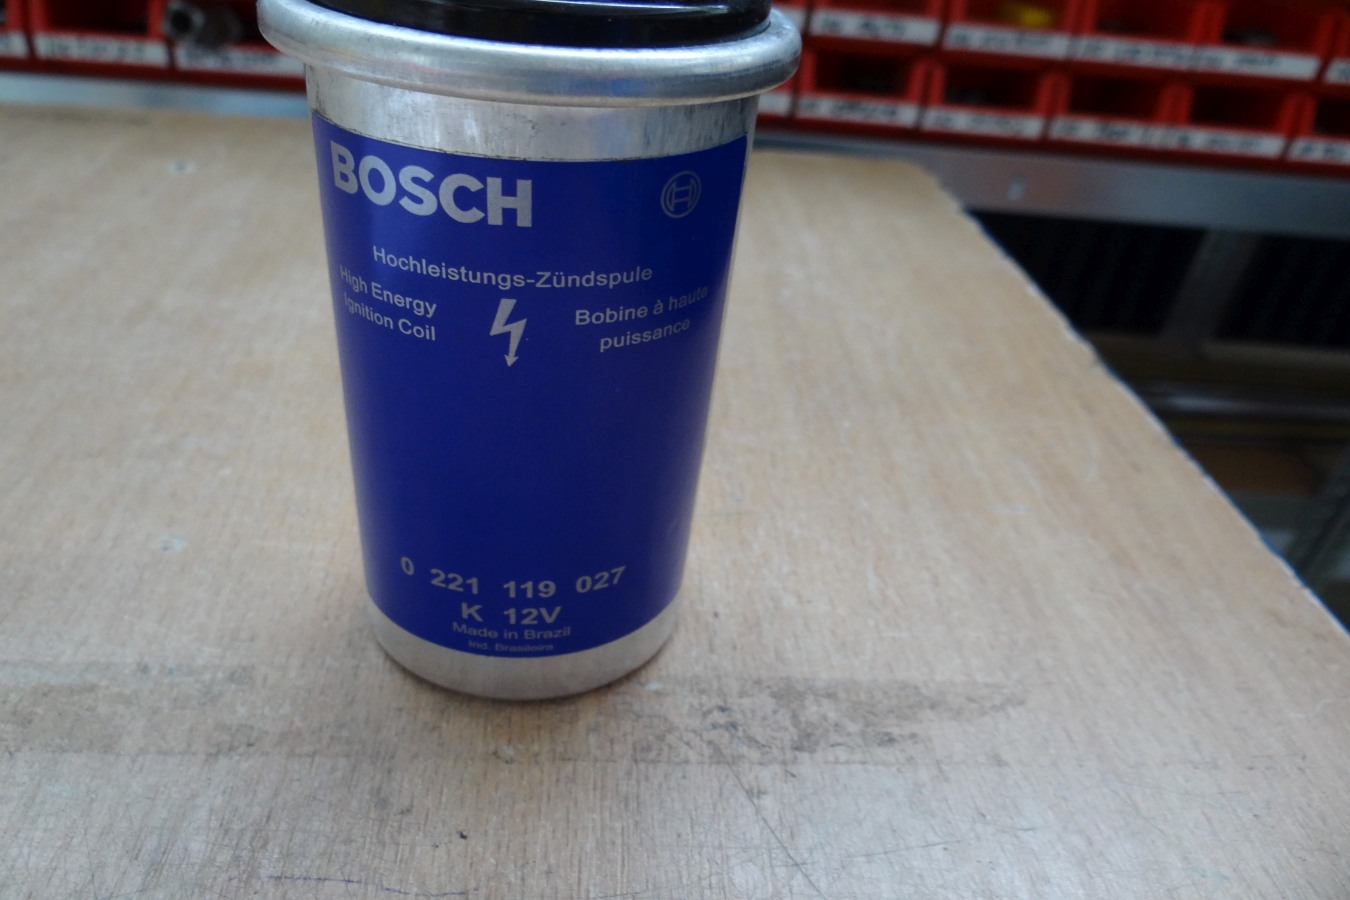 BOSCH
Hochleistungs-Zündspule
High Energy
Ignition Coil
Bobine à haute
puissance
0 221 119 027
K 12V
Made in Brazil
Ind. Brasileira